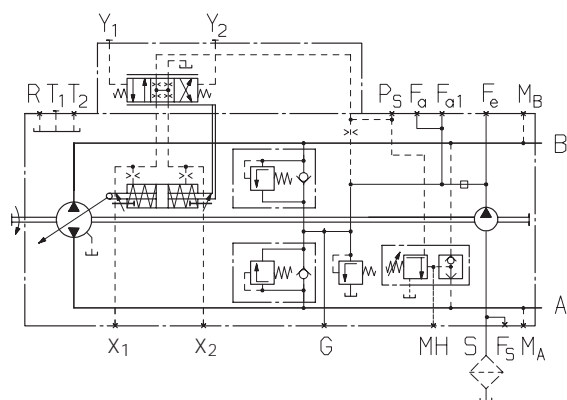 Y1 Y2
R T1 T2 PS Fa Fa1 Fe MB
B
A
X1 X2 G MH S FS MA